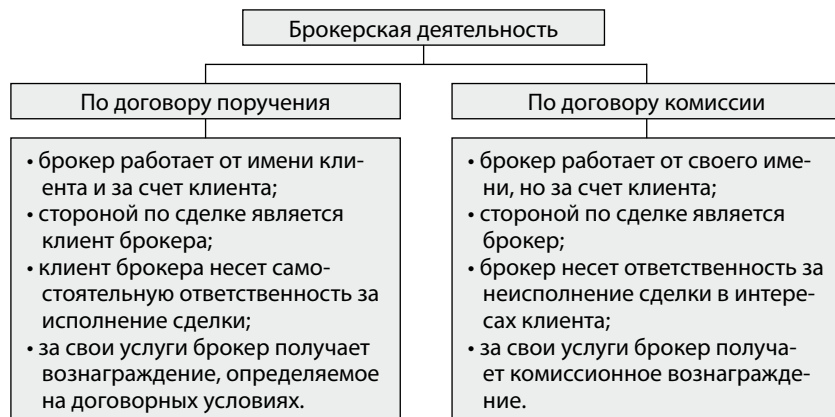 Брокерская деятельность
По договору поручения
• брокер работает от имени кли-
ента и за счет клиента;
• стороной по сделке является
клиент брокера;
• клиент брокера несет само-
стоятельную ответственность за
исполнение сделки;
• за свои услуги брокер получает
вознаграждение, определяемое
на договорных условиях.
По договору комиссии
• брокер работает от своего име-
ни, но за счет клиента;
• стороной по сделке является
брокер;
• брокер несет ответственность за
неисполнение сделки в интере-
сах клиента;
• за свои услуги брокер получа-
ет комиссионное вознагражде-
ние.